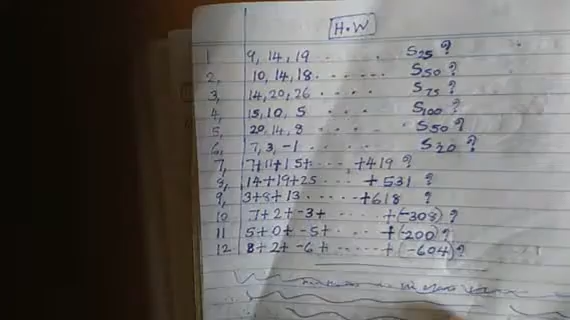 H.W
1 9, 14, 19 . . . . . S25 ?
2, 10, 14, 18 . . . . . . S50 ?
3, 14, 20, 26 . . . . S75 ?
4, 15, 10, 5 . . . . S100 ?
5, 20, 14, 8 . . . . . S50 ?
6, 7, 3, -1 . . . . . S20 ?
7, 7+11+15+ . . . . +419 ?
8, 14+19+25 . . . . +531 ?
9, 3+8+13 . . . . . +618 ?
10 7+2+-3+ . . . . . +(-308) ?
11 5+0+-5+ . . . . +(-200) ?
12 8+2+-6+ . . . . . . +(-604) ?